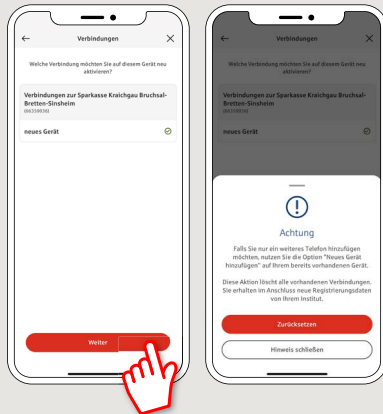 Verbindungen
Welche Verbindung möchten Sie auf diesem Gerät neu
aktivieren?
Verbindungen zur Sparkasse Kraichgau Bruchsal-
Bretten-Sinsheim
(66350036)
neues Gerät
Weiter
Verbindungen
Welche Verbindung möchten Sie auf diesem Gerät neu
aktivieren?
Verbindungen zur Sparkasse Kraichgau Bruchsal-
Bretten-Sinsheim
(66350036)
neues Gerät
Achtung
Falls Sie nur ein weiteres Telefon hinzufügen
möchten, nutzen Sie die Option "Neues Gerät
hinzufügen" auf Ihrem bereits vorhandenen Gerät.
Diese Aktion löscht alle vorhandenen Verbindungen.
Sie erhalten im Anschluss neue Registrierungsdaten
von Ihrem Institut.
Zurücksetzen
Hinweis schließen